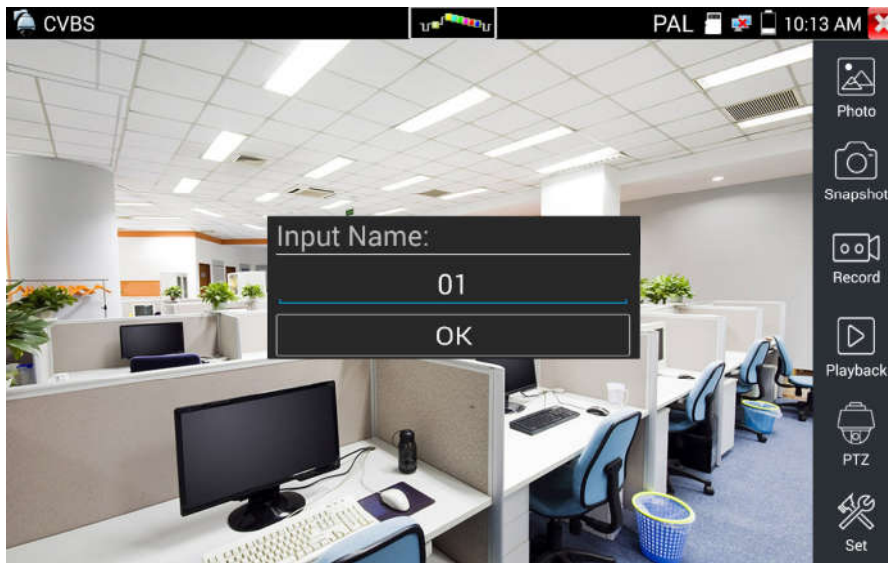 CVBS
PAL
10:13 AM
Photo
Snapshot
Record
Playback
PTZ
Set
Input Name:
01
OK